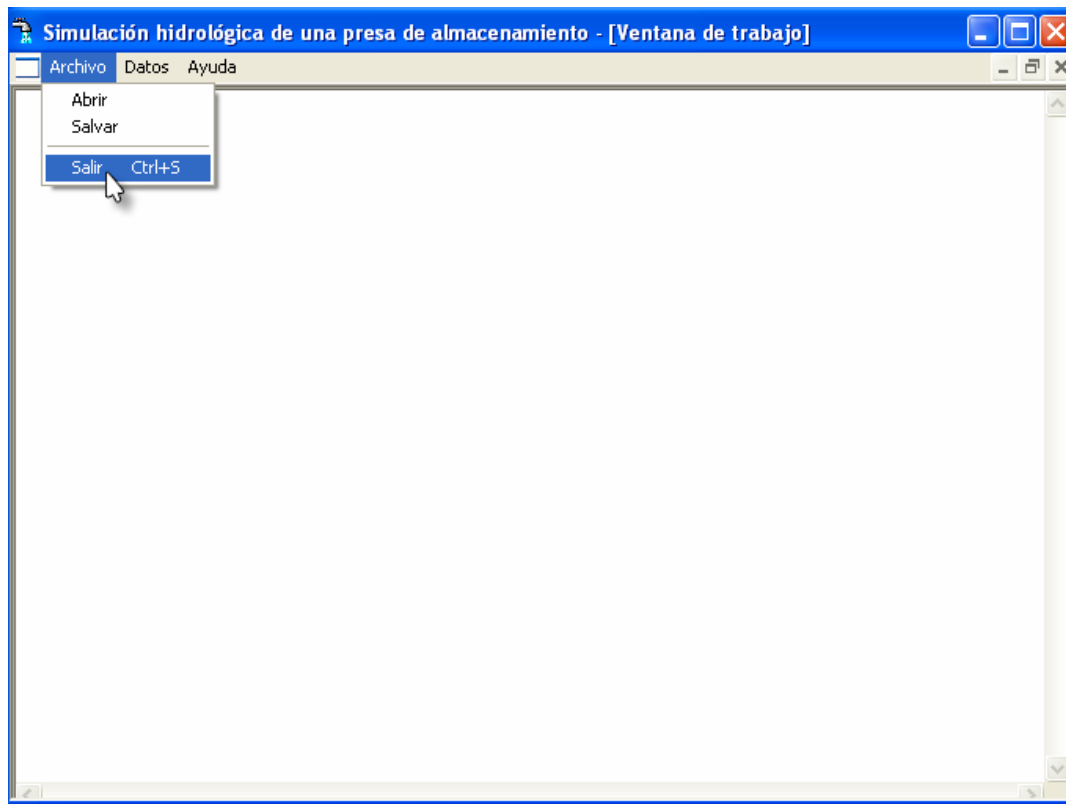 Simulación hidrológica de una presa de almacenamiento - [Ventana de trabajo]
Archivo Datos Ayuda
Abrir
Salvar
Salir Ctrl+S